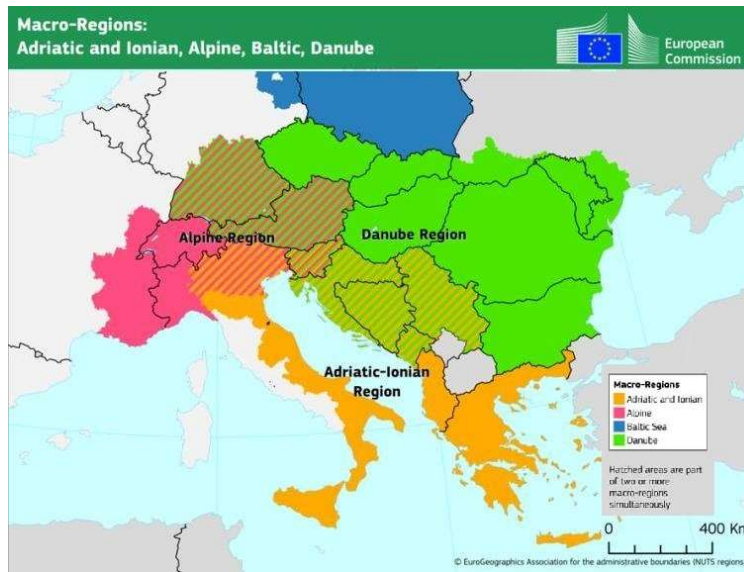 Macro-Regions:
Adriatic and Ionian, Alpine, Baltic, Danube
European
Commission
Alpine Region
Danube Region
Adriatic-Ionian
Region
Macro-Regions
Adriatic and Ionian
Alpine
Baltic Sea
Danube
Hatched areas are part
of two or more
macro-regions
simultaneously
0 400 Km
© EuroGeographics Association for the administrative boundaries (NUTS regions